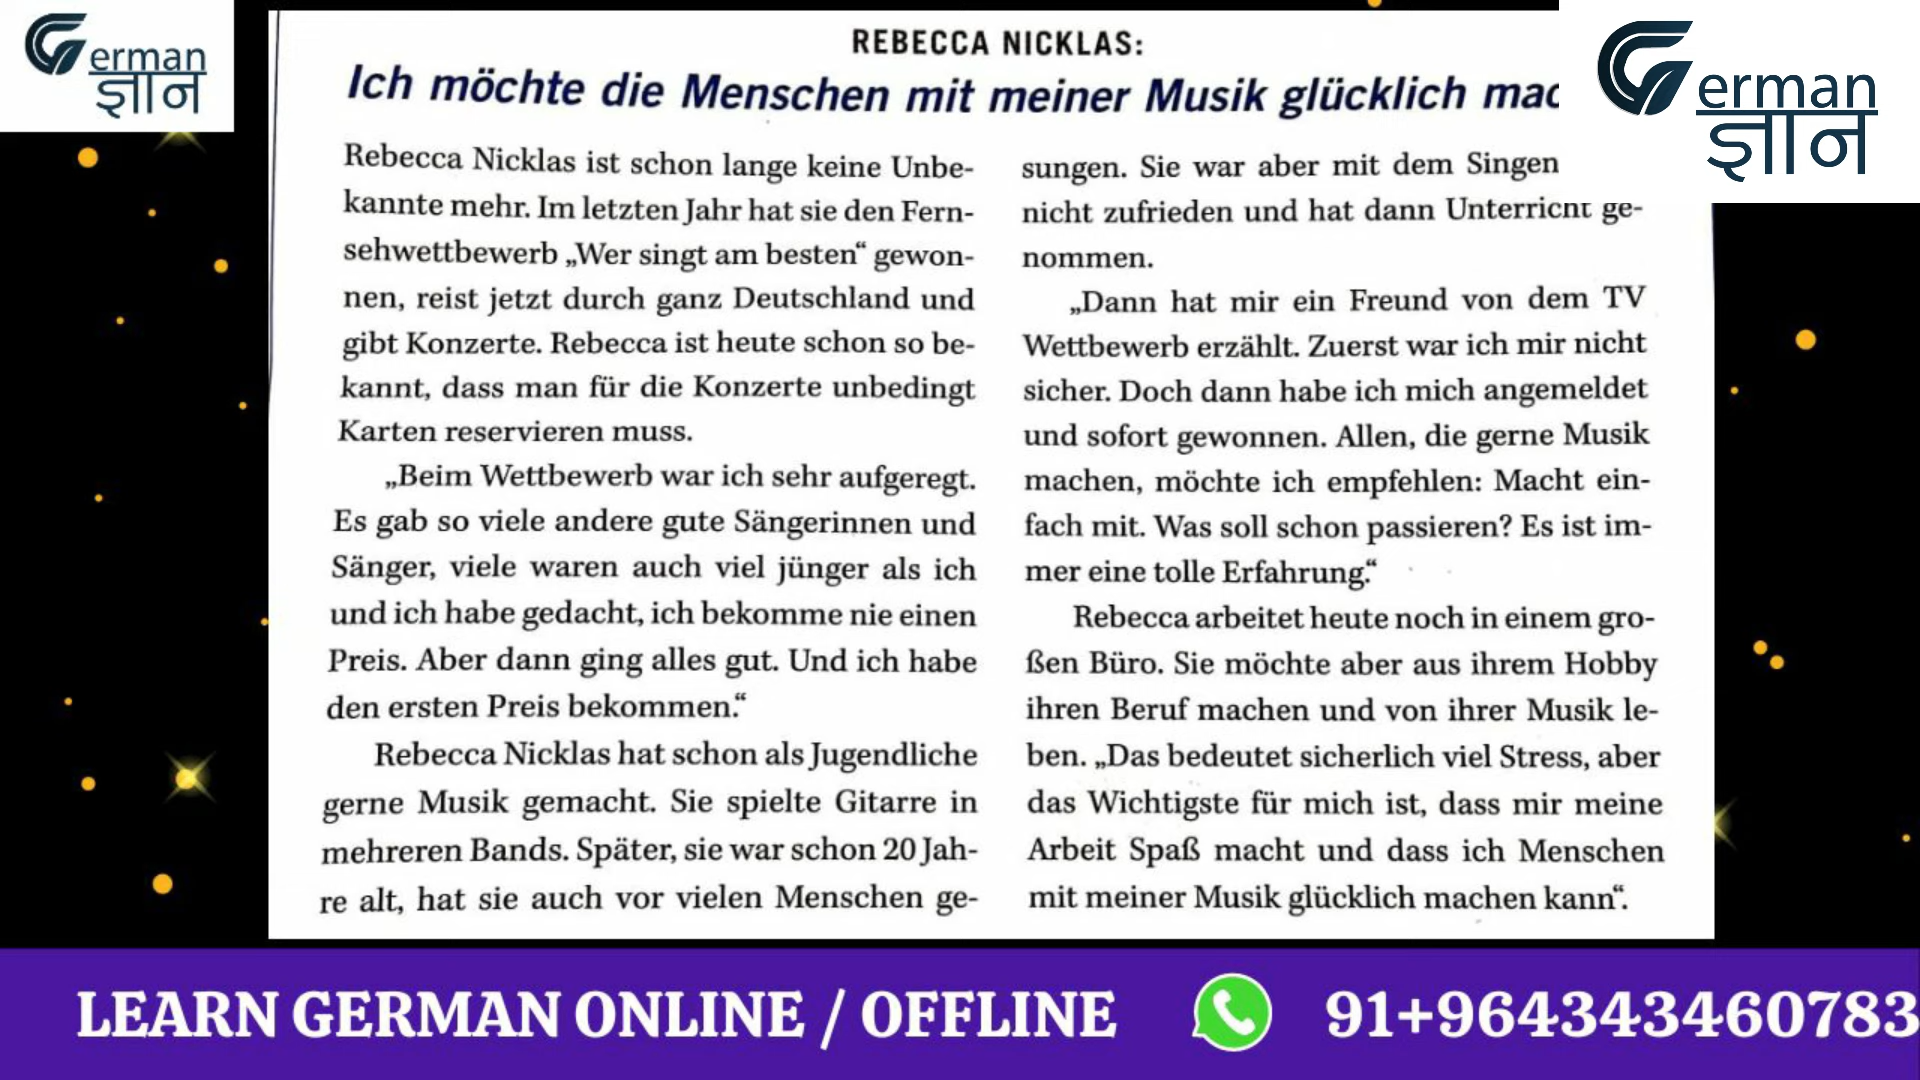 German
ज्ञान
German
ज्ञान
REBECCA NICKLAS:
Ich möchte die Menschen mit meiner Musik glücklich mac
Rebecca Nicklas ist schon lange keine Unbe-
kannte mehr. Im letzten Jahr hat sie den Fern-
sehwettbewerb „Wer singt am besten“ gewon-
nen, reist jetzt durch ganz Deutschland und
gibt Konzerte. Rebecca ist heute schon so be-
kannt, dass man für die Konzerte unbedingt
Karten reservieren muss.
„Beim Wettbewerb war ich sehr aufgeregt.
Es gab so viele andere gute Sängerinnen und
Sänger, viele waren auch viel jünger als ich
und ich habe gedacht, ich bekomme nie einen
Preis. Aber dann ging alles gut. Und ich habe
den ersten Preis bekommen.“
Rebecca Nicklas hat schon als Jugendliche
gerne Musik gemacht. Sie spielte Gitarre in
mehreren Bands. Später, sie war schon 20 Jah-
re alt, hat sie auch vor vielen Menschen ge-
sungen. Sie war aber mit dem Singen
nicht zufrieden und hat dann Unterricht ge-
nommen.
„Dann hat mir ein Freund von dem TV
Wettbewerb erzählt. Zuerst war ich mir nicht
sicher. Doch dann habe ich mich angemeldet
und sofort gewonnen. Allen, die gerne Musik
machen, möchte ich empfehlen: Macht ein-
fach mit. Was soll schon passieren? Es ist im-
mer eine tolle Erfahrung.“
Rebecca arbeitet heute noch in einem gro-
ßen Büro. Sie möchte aber aus ihrem Hobby
ihren Beruf machen und von ihrer Musik le-
ben. „Das bedeutet sicherlich viel Stress, aber
das Wichtigste für mich ist, dass mir meine
Arbeit Spaß macht und dass ich Menschen
mit meiner Musik glücklich machen kann“.
LEARN GERMAN ONLINE / OFFLINE
91+964343460783